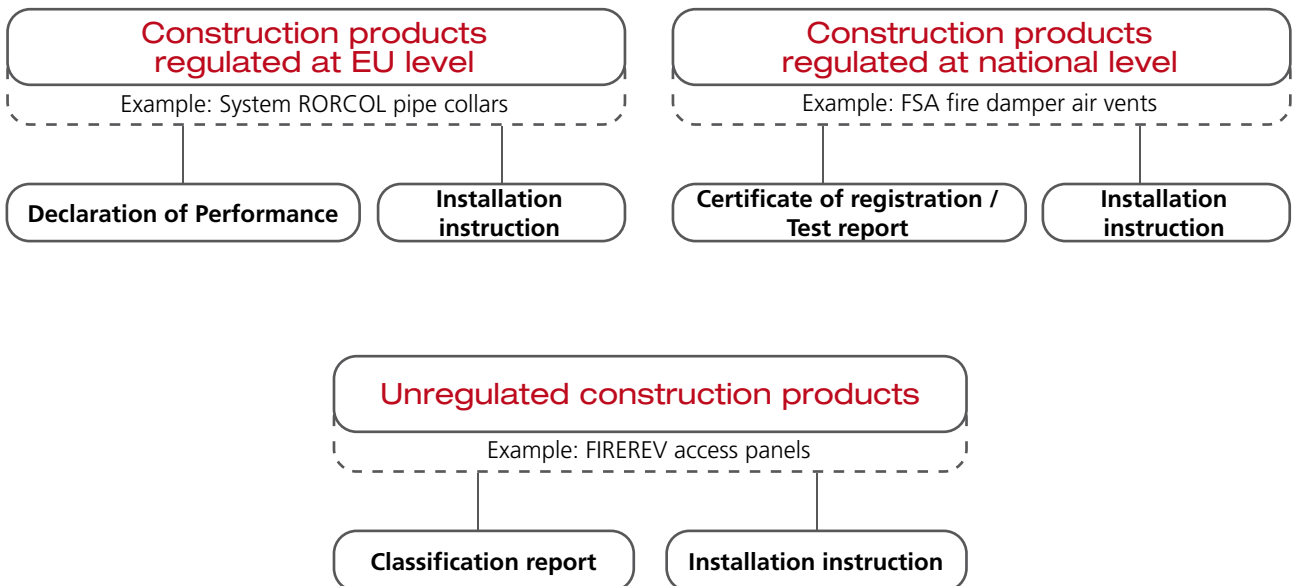 Construction products
regulated at EU level
Example: System RORCOL pipe collars
Declaration of Performance
Installation
instruction
Construction products
regulated at national level
Example: FSA fire damper air vents
Certificate of registration /
Test report
Installation
instruction
Unregulated construction products
Example: FIREREV access panels
Classification report
Installation instruction